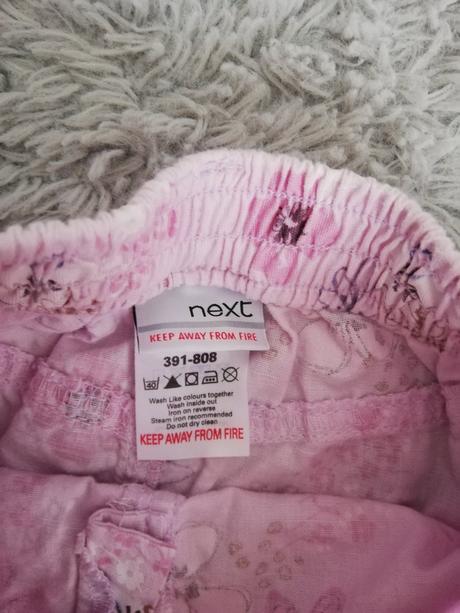 next
KEEP AWAY FROM FIRE
391-808
40
Wash Like colours together
Wash inside out
Iron on reverse
Steam iron recommended
Do not dry clean
KEEP AWAY FROM FIRE